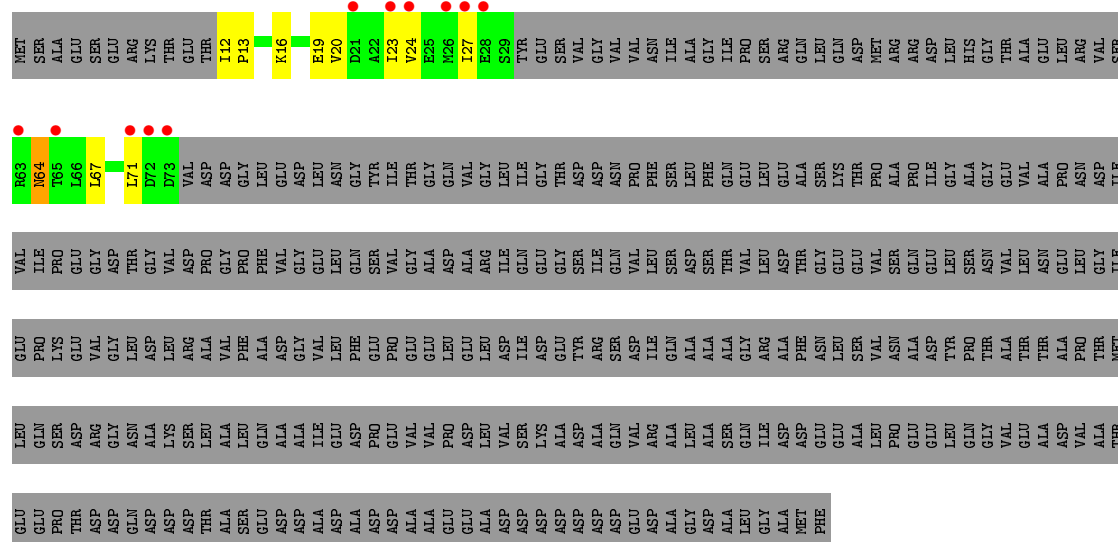 MET SER ALA GLU SER GLU ARG LYS THR GLU THR I12 P13 K16 E19 V20 D21 A22 I23 V24 E25 M26 I27 E28 S29 TYR GLU SER VAL GLY VAL VAL ASN ILE ALA GLY ILE PRO SER ARG GLN LEU GLN ASP MET ARG ARG ASP LEU HIS GLY THR ALA GLU LEU ARG VAL SER
R63 N64 T65 L66 L67 L71 D72 D73 VAL ASP ASP GLY LEU GLU ASP LEU ASN GLY TYR ILE THR GLY GLN VAL GLY LEU ILE GLY THR ASP ASP ASN PRO PHE SER LEU PHE GLN GLU LEU GLU ALA SER LYS THR PRO ALA PRO ILE GLY ALA GLY GLU VAL ALA PRO ASN ASP ILE
VAL ILE PRO GLU GLY ASP THR GLY VAL ASP PRO GLY PRO PHE VAL GLY GLU LEU GLN SER VAL GLY ALA ASP ALA ARG ILE GLN GLU GLY SER ILE GLN VAL LEU SER ASP SER THR VAL LEU ASP THR GLY GLU GLU VAL SER GLN GLU LEU SER ASN VAL LEU ASN GLU LEU GLY ILE
GLU PRO LYS GLU VAL GLY LEU ASP LEU ARG ALA VAL PHE ALA ASP GLY VAL LEU PHE GLU PRO GLU GLU LEU GLU LEU ASP ILE ASP GLU TYR ARG SER ASP ILE GLN ALA ALA ALA GLY ARG ALA PHE ASN LEU SER VAL ASN ALA ASP TYR PRO THR ALA THR THR ALA PRO THR MET
LEU GLN SER ASP ARG GLY ASN ALA LYS SER LEU ALA LEU GLN ALA ALA ILE GLU ASP PRO GLU VAL VAL PRO ASP LEU VAL SER LYS ALA ASP ALA GLN VAL ARG ALA LEU ALA SER GLN ILE ASP ASP GLU GLU ALA LEU PRO GLU GLU LEU GLN GLY VAL GLU ALA ASP VAL ALA THR
GLU GLU PRO THR ASP ASP GLN ASP ASP ASP THR ALA SER GLU ASP ASP ALA ASP ALA ASP ASP ALA ALA GLU GLU ALA ASP ASP ASP ASP ASP ASP ASP GLU ASP ALA GLY ASP ALA LEU GLY ALA MET PHE